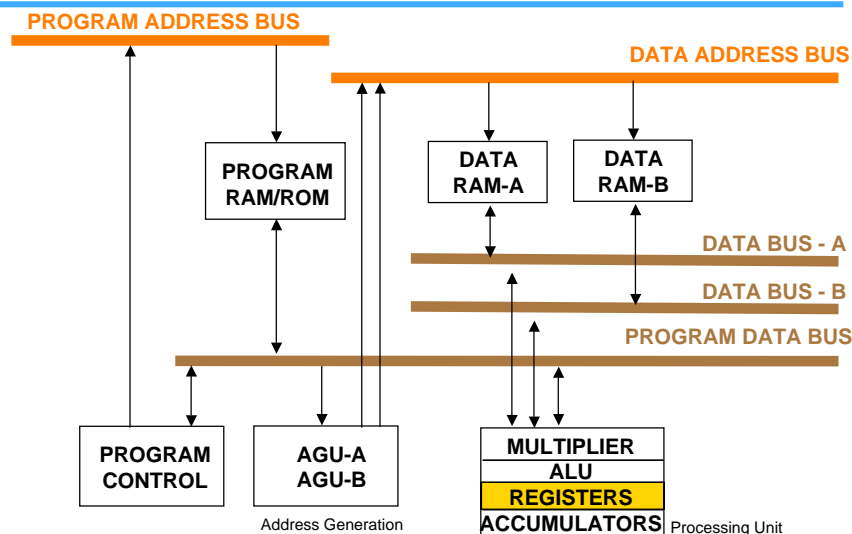 PROGRAM ADDRESS BUS
DATA ADDRESS BUS
PROGRAM
RAM/ROM
DATA
RAM-A
DATA
RAM-B
DATA BUS - A
DATA BUS - B
PROGRAM DATA BUS
PROGRAM
CONTROL
AGU-A
AGU-B
Address Generation
MULTIPLIER
ALU
REGISTERS
ACCUMULATORS
Processing Unit